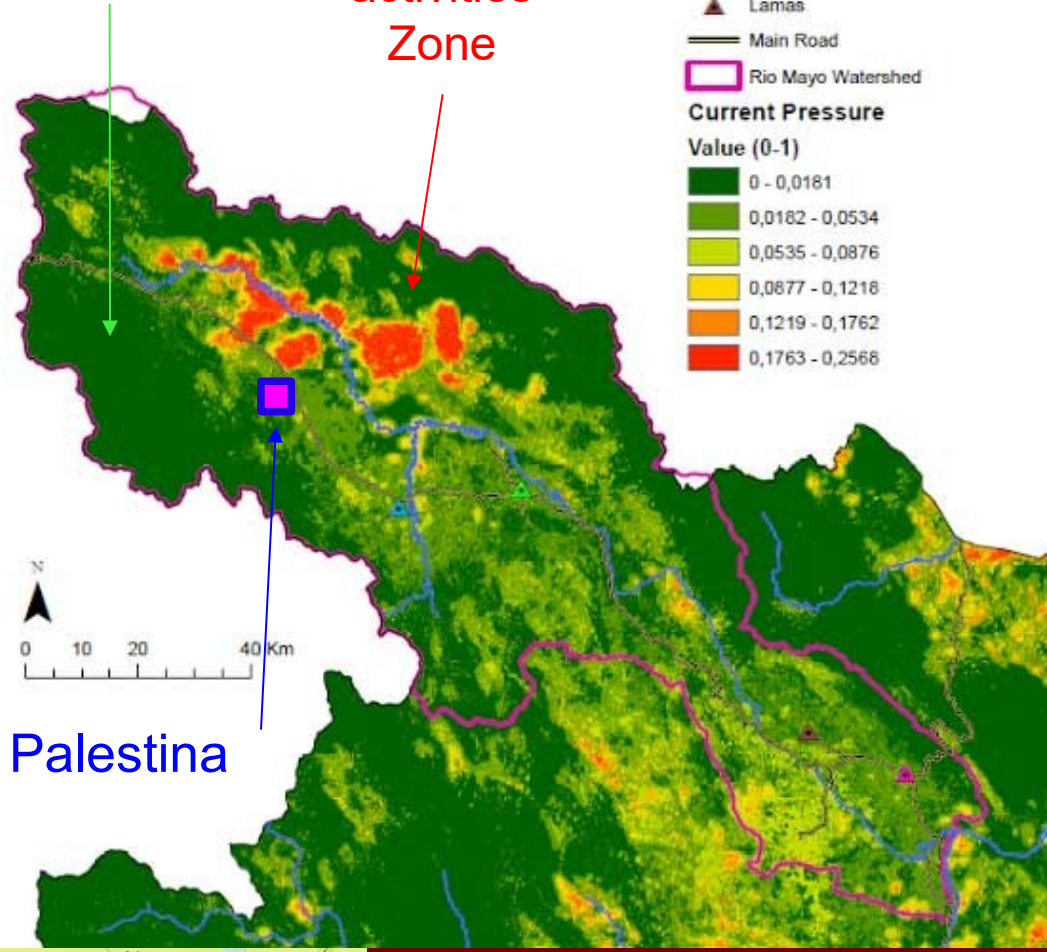 activities
Zone
Lamas
Main Road
Rio Mayo Watershed
Current Pressure
Value (0-1)
0 - 0,0181
0,0182 - 0,0534
0,0535 - 0,0876
0,0877 - 0,1218
0,1219 - 0,1762
0,1763 - 0,2568
N
0 10 20 40 Km
Palestina